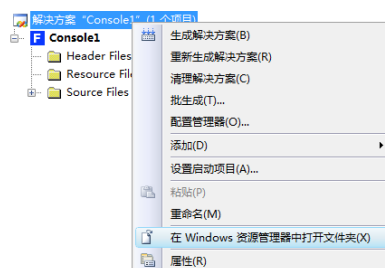 解决方案 "Console1" (1 个项目)
Console1
Header Files
Resource Fil
Source Files
生成解决方案(B)
重新生成解决方案(R)
清理解决方案(C)
批生成(T)...
配置管理器(O)...
添加(D)
设置启动项目(A)...
粘贴(P)
重命名(M)
在 Windows 资源管理器中打开文件夹(X)
属性(R)